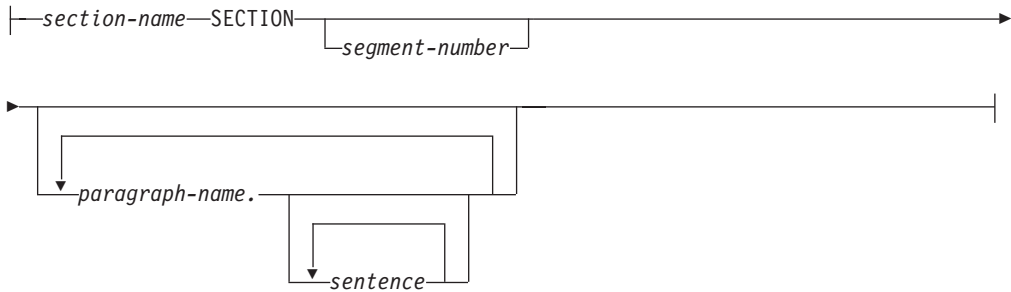 section-name SECTION
segment-number
paragraph-name.
sentence